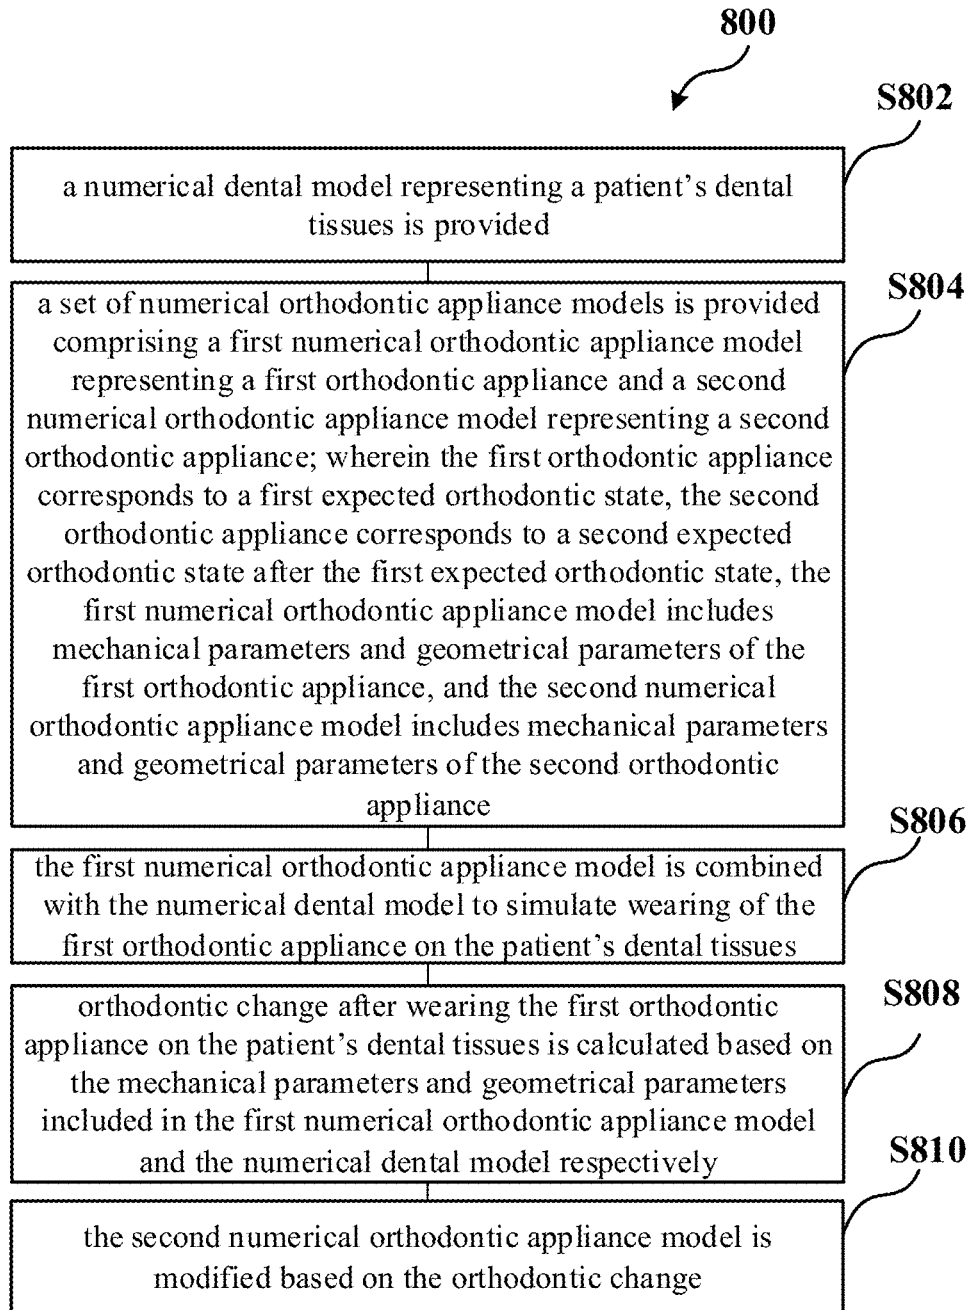 800
S802
a numerical dental model representing a patient’s dental
tissues is provided
S804
a set of numerical orthodontic appliance models is provided
comprising a first numerical orthodontic appliance model
representing a first orthodontic appliance and a second
numerical orthodontic appliance model representing a second
orthodontic appliance; wherein the first orthodontic appliance
corresponds to a first expected orthodontic state, the second
orthodontic appliance corresponds to a second expected
orthodontic state after the first expected orthodontic state, the
first numerical orthodontic appliance model includes
mechanical parameters and geometrical parameters of the
first orthodontic appliance, and the second numerical
orthodontic appliance model includes mechanical parameters
and geometrical parameters of the second orthodontic
appliance
S806
the first numerical orthodontic appliance model is combined
with the numerical dental model to simulate wearing of the
first orthodontic appliance on the patient’s dental tissues
S808
orthodontic change after wearing the first orthodontic
appliance on the patient’s dental tissues is calculated based on
the mechanical parameters and geometrical parameters
included in the first numerical orthodontic appliance model
and the numerical dental model respectively
S810
the second numerical orthodontic appliance model is
modified based on the orthodontic change